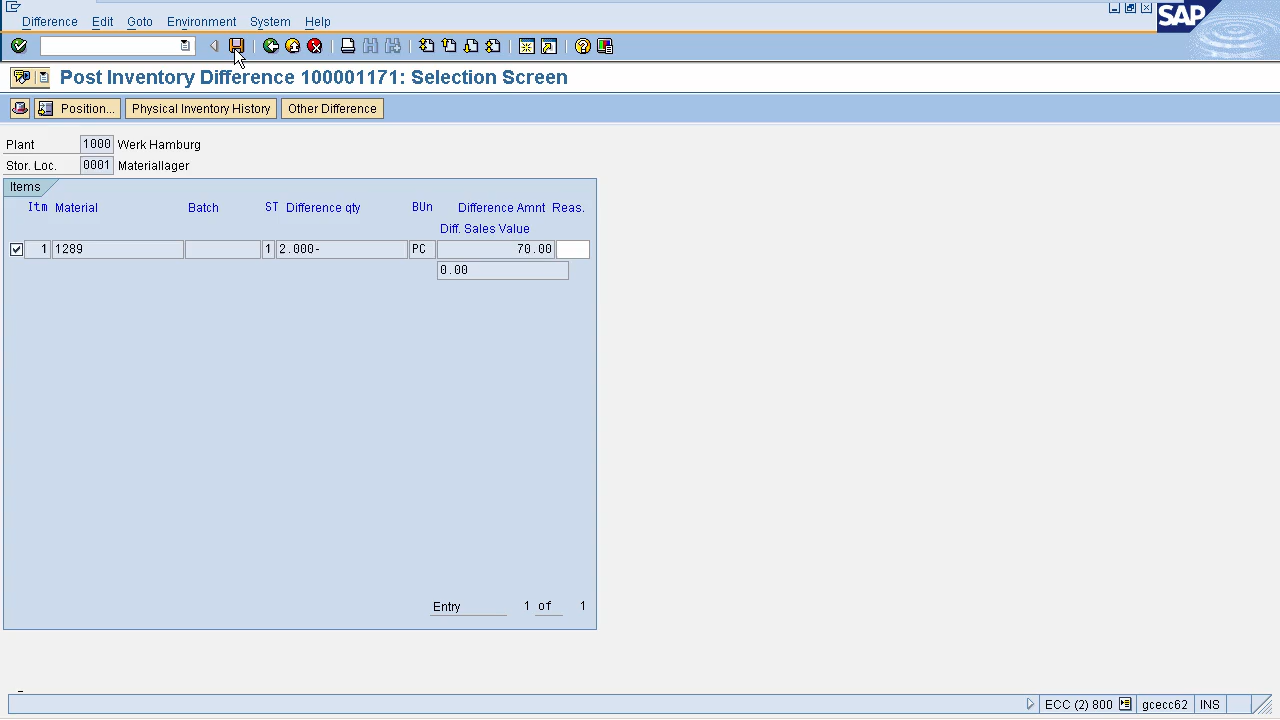 Difference Edit Goto Environment System Help
SAP
Post Inventory Difference 100001171: Selection Screen
Position... Physical Inventory History Other Difference
Plant 1000 Werk Hamburg
Stor. Loc. 0001 Materiallager
Items
Itm Material Batch ST Difference qty BUn Difference Amnt Reas.
Diff. Sales Value
1 1289 1 2.000- PC 70.00
0.00
Entry 1 of 1
ECC (2) 800 gcecc62 INS